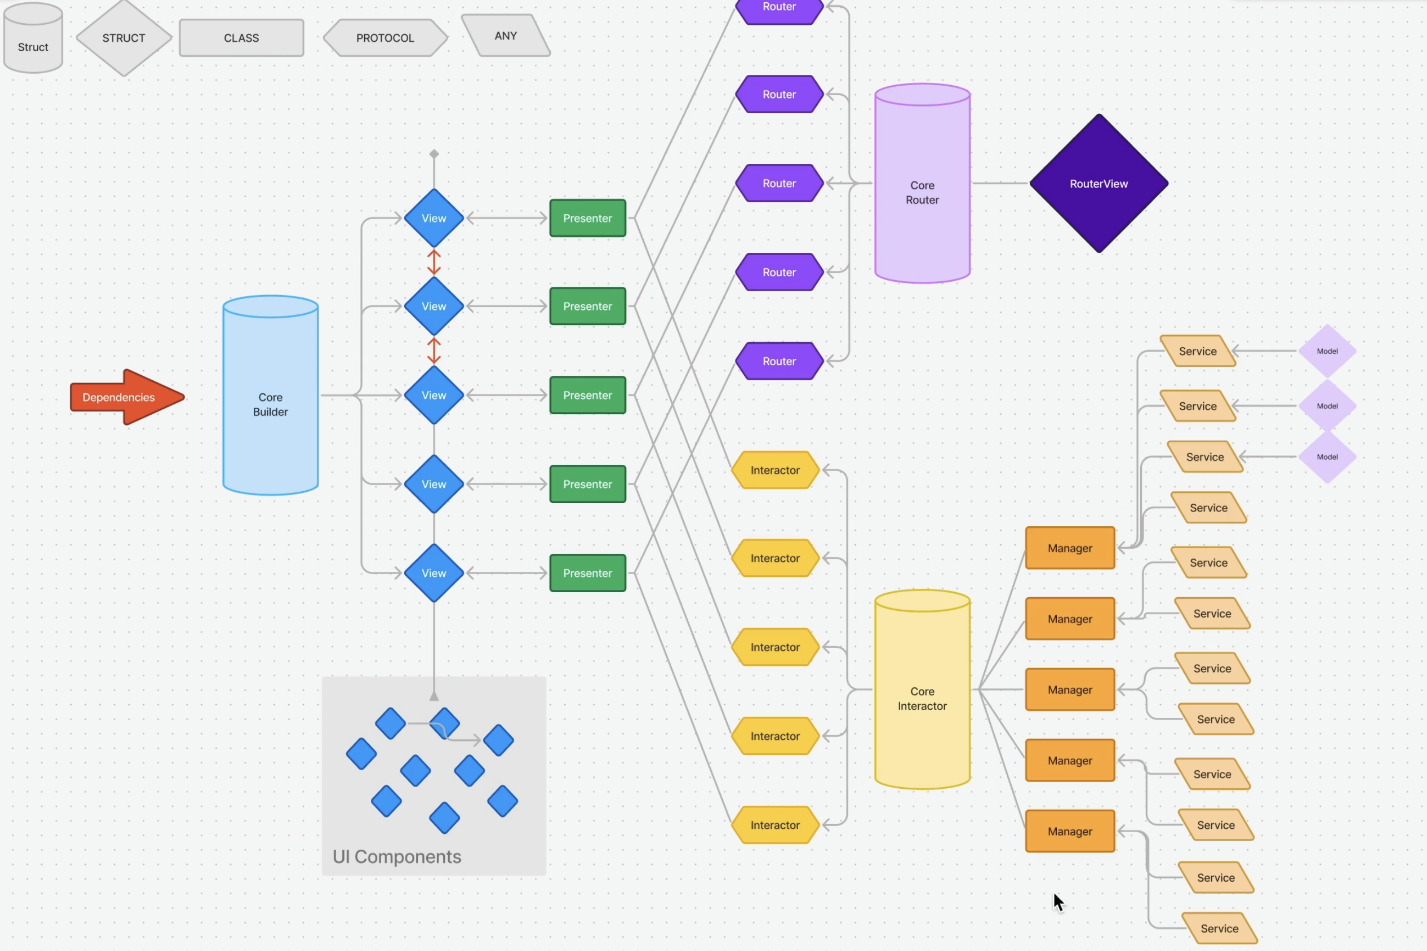 Struct
STRUCT
CLASS
PROTOCOL
ANY
Router
Router
Router
Router
Router
Core
Router
RouterView
View
View
View
View
View
Presenter
Presenter
Presenter
Presenter
Presenter
Dependencies
Core
Builder
Interactor
Interactor
Interactor
Interactor
Interactor
Core
Interactor
Manager
Manager
Manager
Manager
Manager
Service
Service
Service
Service
Service
Service
Service
Service
Service
Service
Service
Service
Model
Model
Model
UI Components